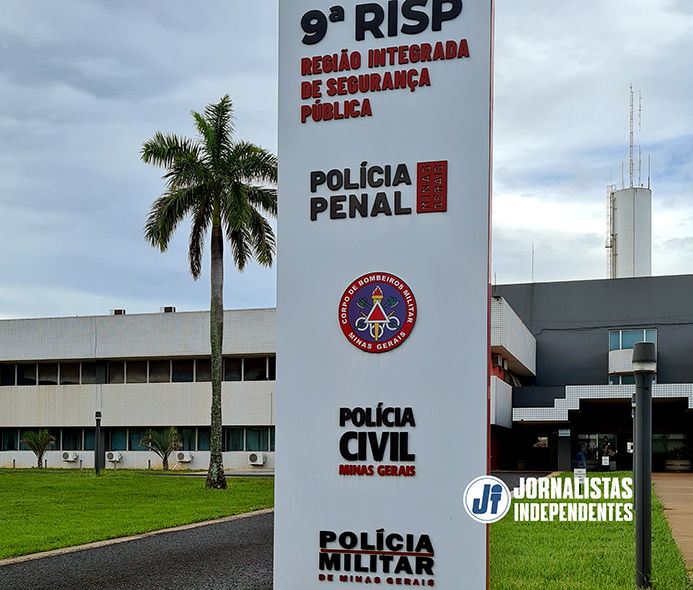 9ª RISP
REGIÃO INTEGRADA
DE SEGURANÇA
PÚBLICA
POLÍCIA
PENAL
MINAS
GERAIS
CORPO DE BOMBEIROS MILITAR
MINAS GERAIS
POLÍCIA
CIVIL
MINAS GERAIS
POLÍCIA
MILITAR
DE MINAS GERAIS
JI JORNALISTAS
INDEPENDENTES